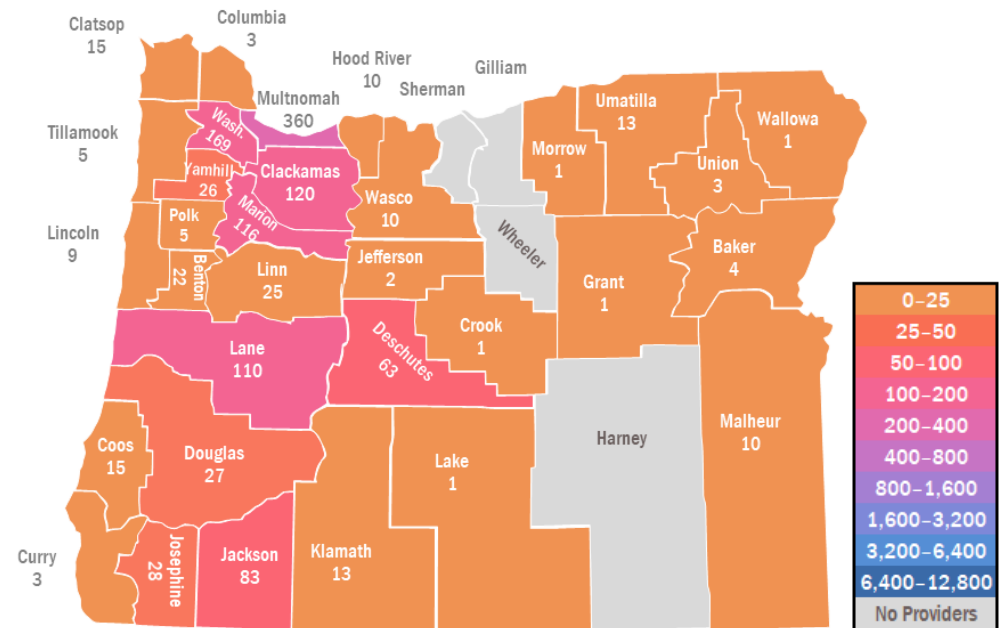 Clatsop
15
Columbia
3
Hood River
10
Sherman
Gilliam
Multnomah
360
Tillamook
5
Wash.
169
Umatilla
13
Wallowa
1
Morrow
1
Union
3
Yamhill
26
Clackamas
120
Wasco
10
Marion
116
Polk
5
Lincoln
9
Wheeler
Baker
4
Benton
22
Linn
25
Jefferson
2
Grant
1
Crook
1
Deschutes
63
Lane
110
Coos
15
Douglas
27
Lake
1
Harney
Malheur
10
Curry
3
Josephine
28
Jackson
83
Klamath
13
0–25
25–50
50–100
100–200
200–400
400–800
800–1,600
1,600–3,200
3,200–6,400
6,400–12,800
No Providers